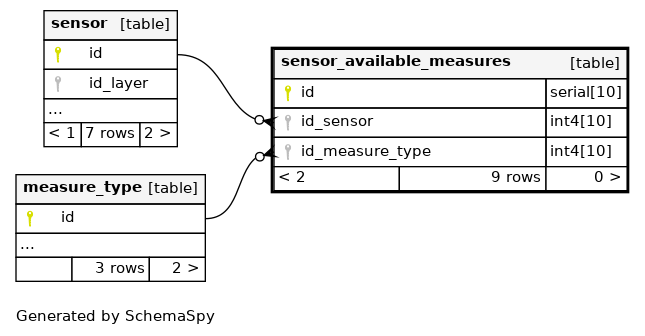 sensor [table]
id
id_layer
...
< 1 7 rows 2 >
sensor_available_measures [table]
id serial[10]
id_sensor int4[10]
id_measure_type int4[10]
< 2 9 rows 0 >
measure_type [table]
id
...
3 rows 2 >
Generated by SchemaSpy